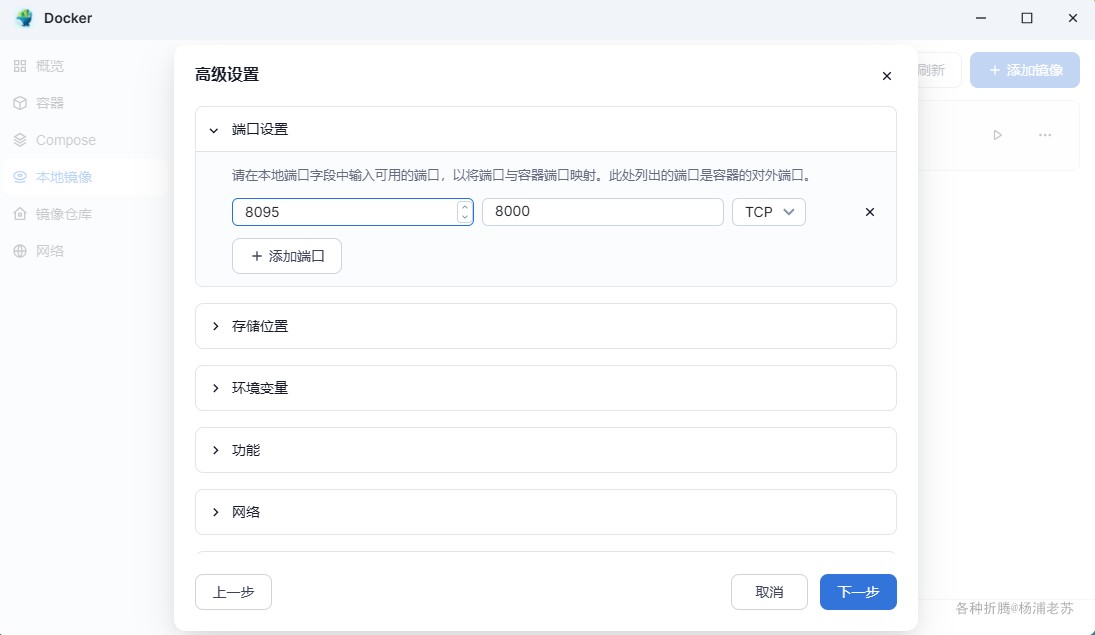 Docker
概览
容器
Compose
本地镜像
镜像仓库
网络
刷新
+ 添加镜像
高级设置
端口设置
请在本地端口字段中输入可用的端口，以将端口与容器端口映射。此处列出的端口是容器的对外端口。
8095 8000 TCP
+ 添加端口
存储位置
环境变量
功能
网络
上一步 取消 下一步
各种折腾@杨浦老苏